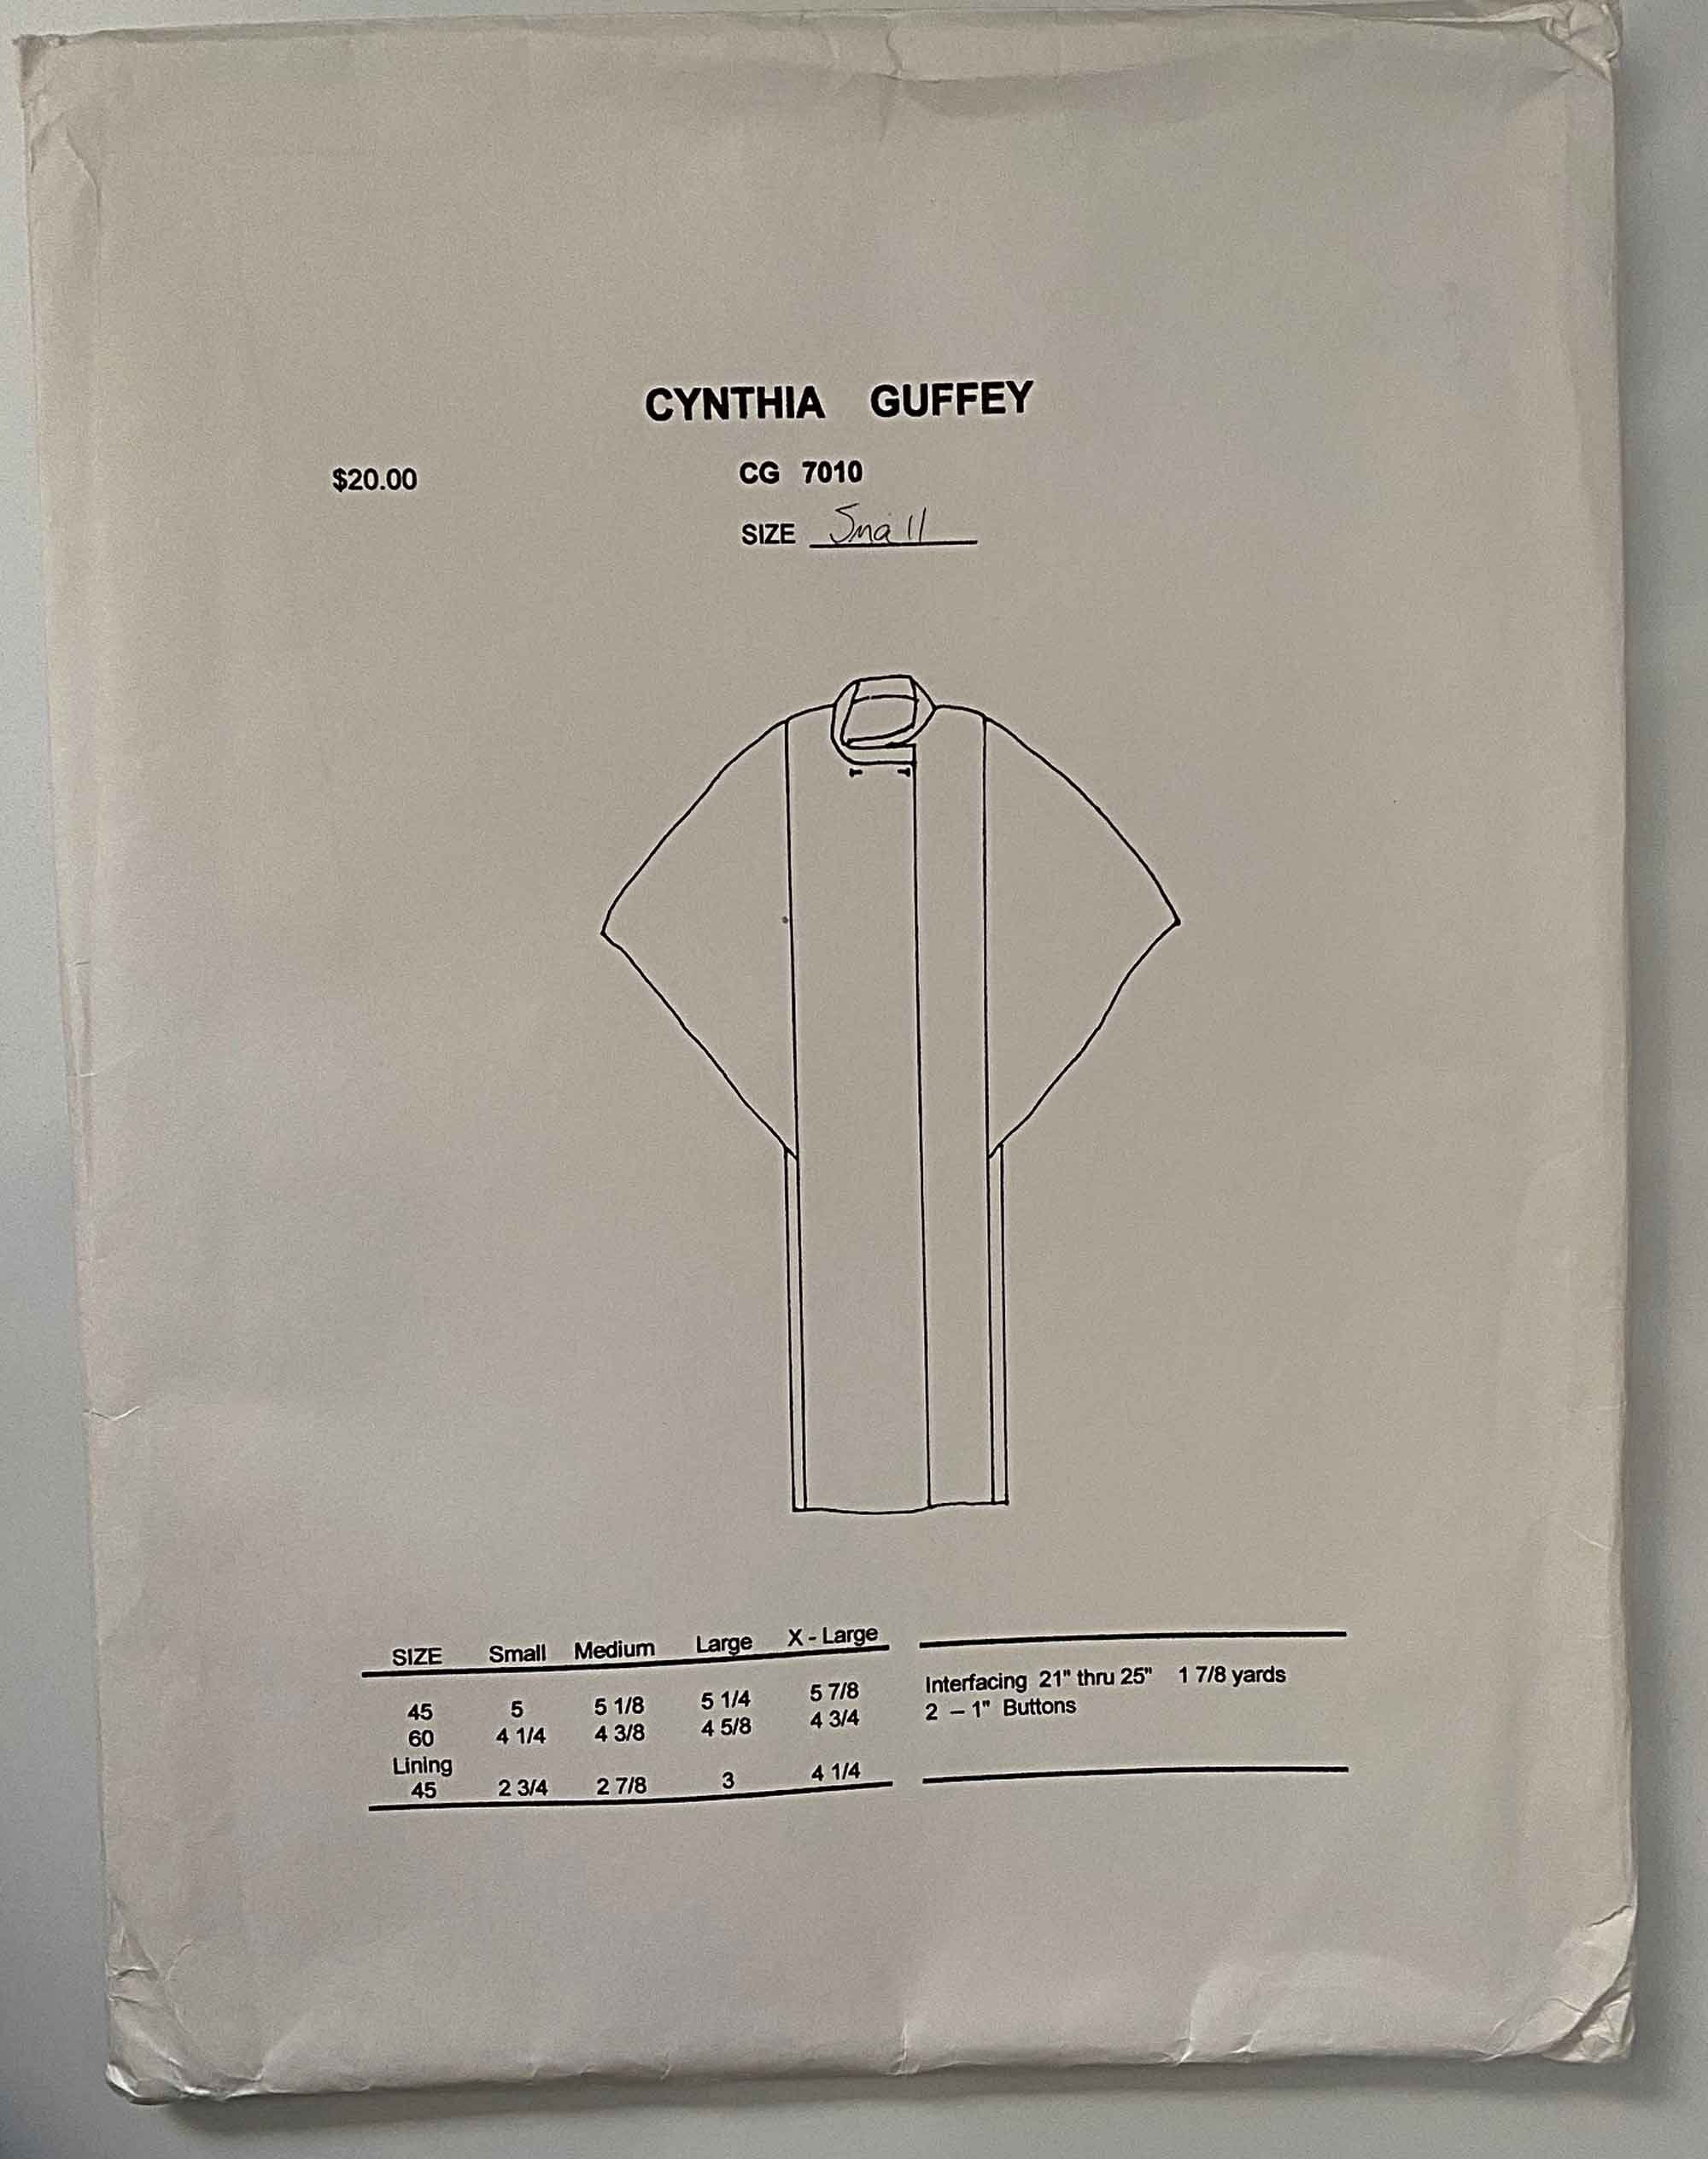 CYNTHIA GUFFEY
$20.00 CG 7010
SIZE Small
SIZE Small Medium Large X - Large
45 5 5 1/8 5 1/4 5 7/8
60 4 1/4 4 3/8 4 5/8 4 3/4
Lining
45 2 3/4 2 7/8 3 4 1/4
Interfacing 21" thru 25" 1 7/8 yards
2 – 1" Buttons